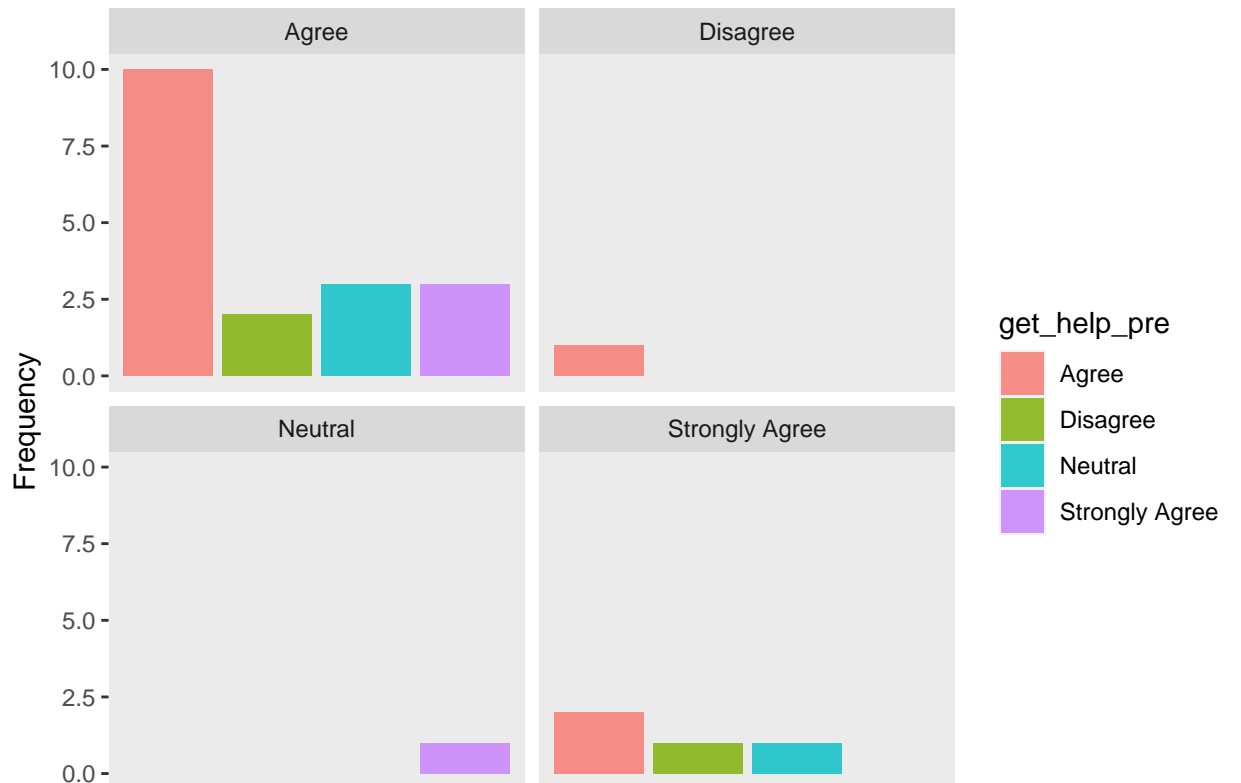 Agree
Disagree
10.0
7.5
5.0
2.5
0.0
Neutral
Strongly Agree
10.0
7.5
5.0
2.5
0.0
Frequency
get_help_pre
Agree
Disagree
Neutral
Strongly Agree